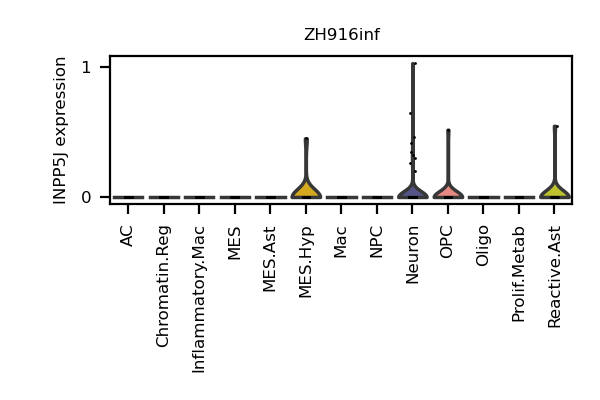 ZH916inf
INPP5J expression
1
0
AC
Chromatin.Reg
Inflammatory.Mac
MES
MES.Ast
MES.Hyp
Mac
NPC
Neuron
OPC
Oligo
Prolif.Metab
Reactive.Ast